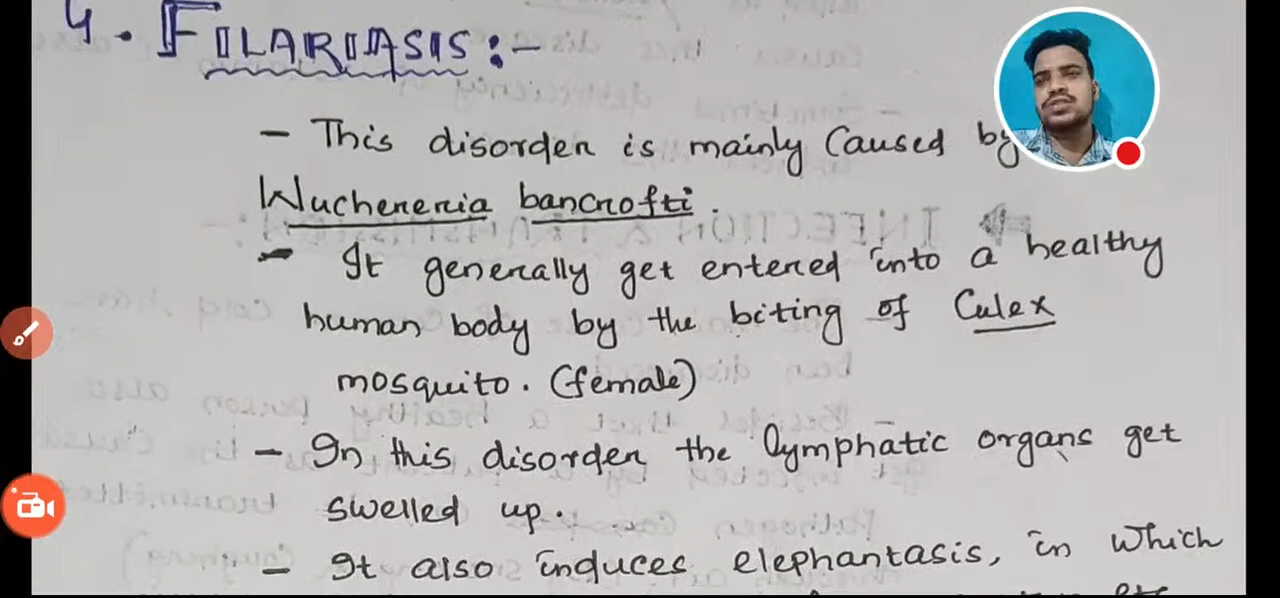 4. FILARIASIS :-
- This disorder is mainly Caused by
Wuchereria bancrofti.
- It generally get entered into a healthy
human body by the biting of Culex
mosquito. (female)
- In this disorder the lymphatic organs get
swelled up.
- It also induces elephantasis, in which